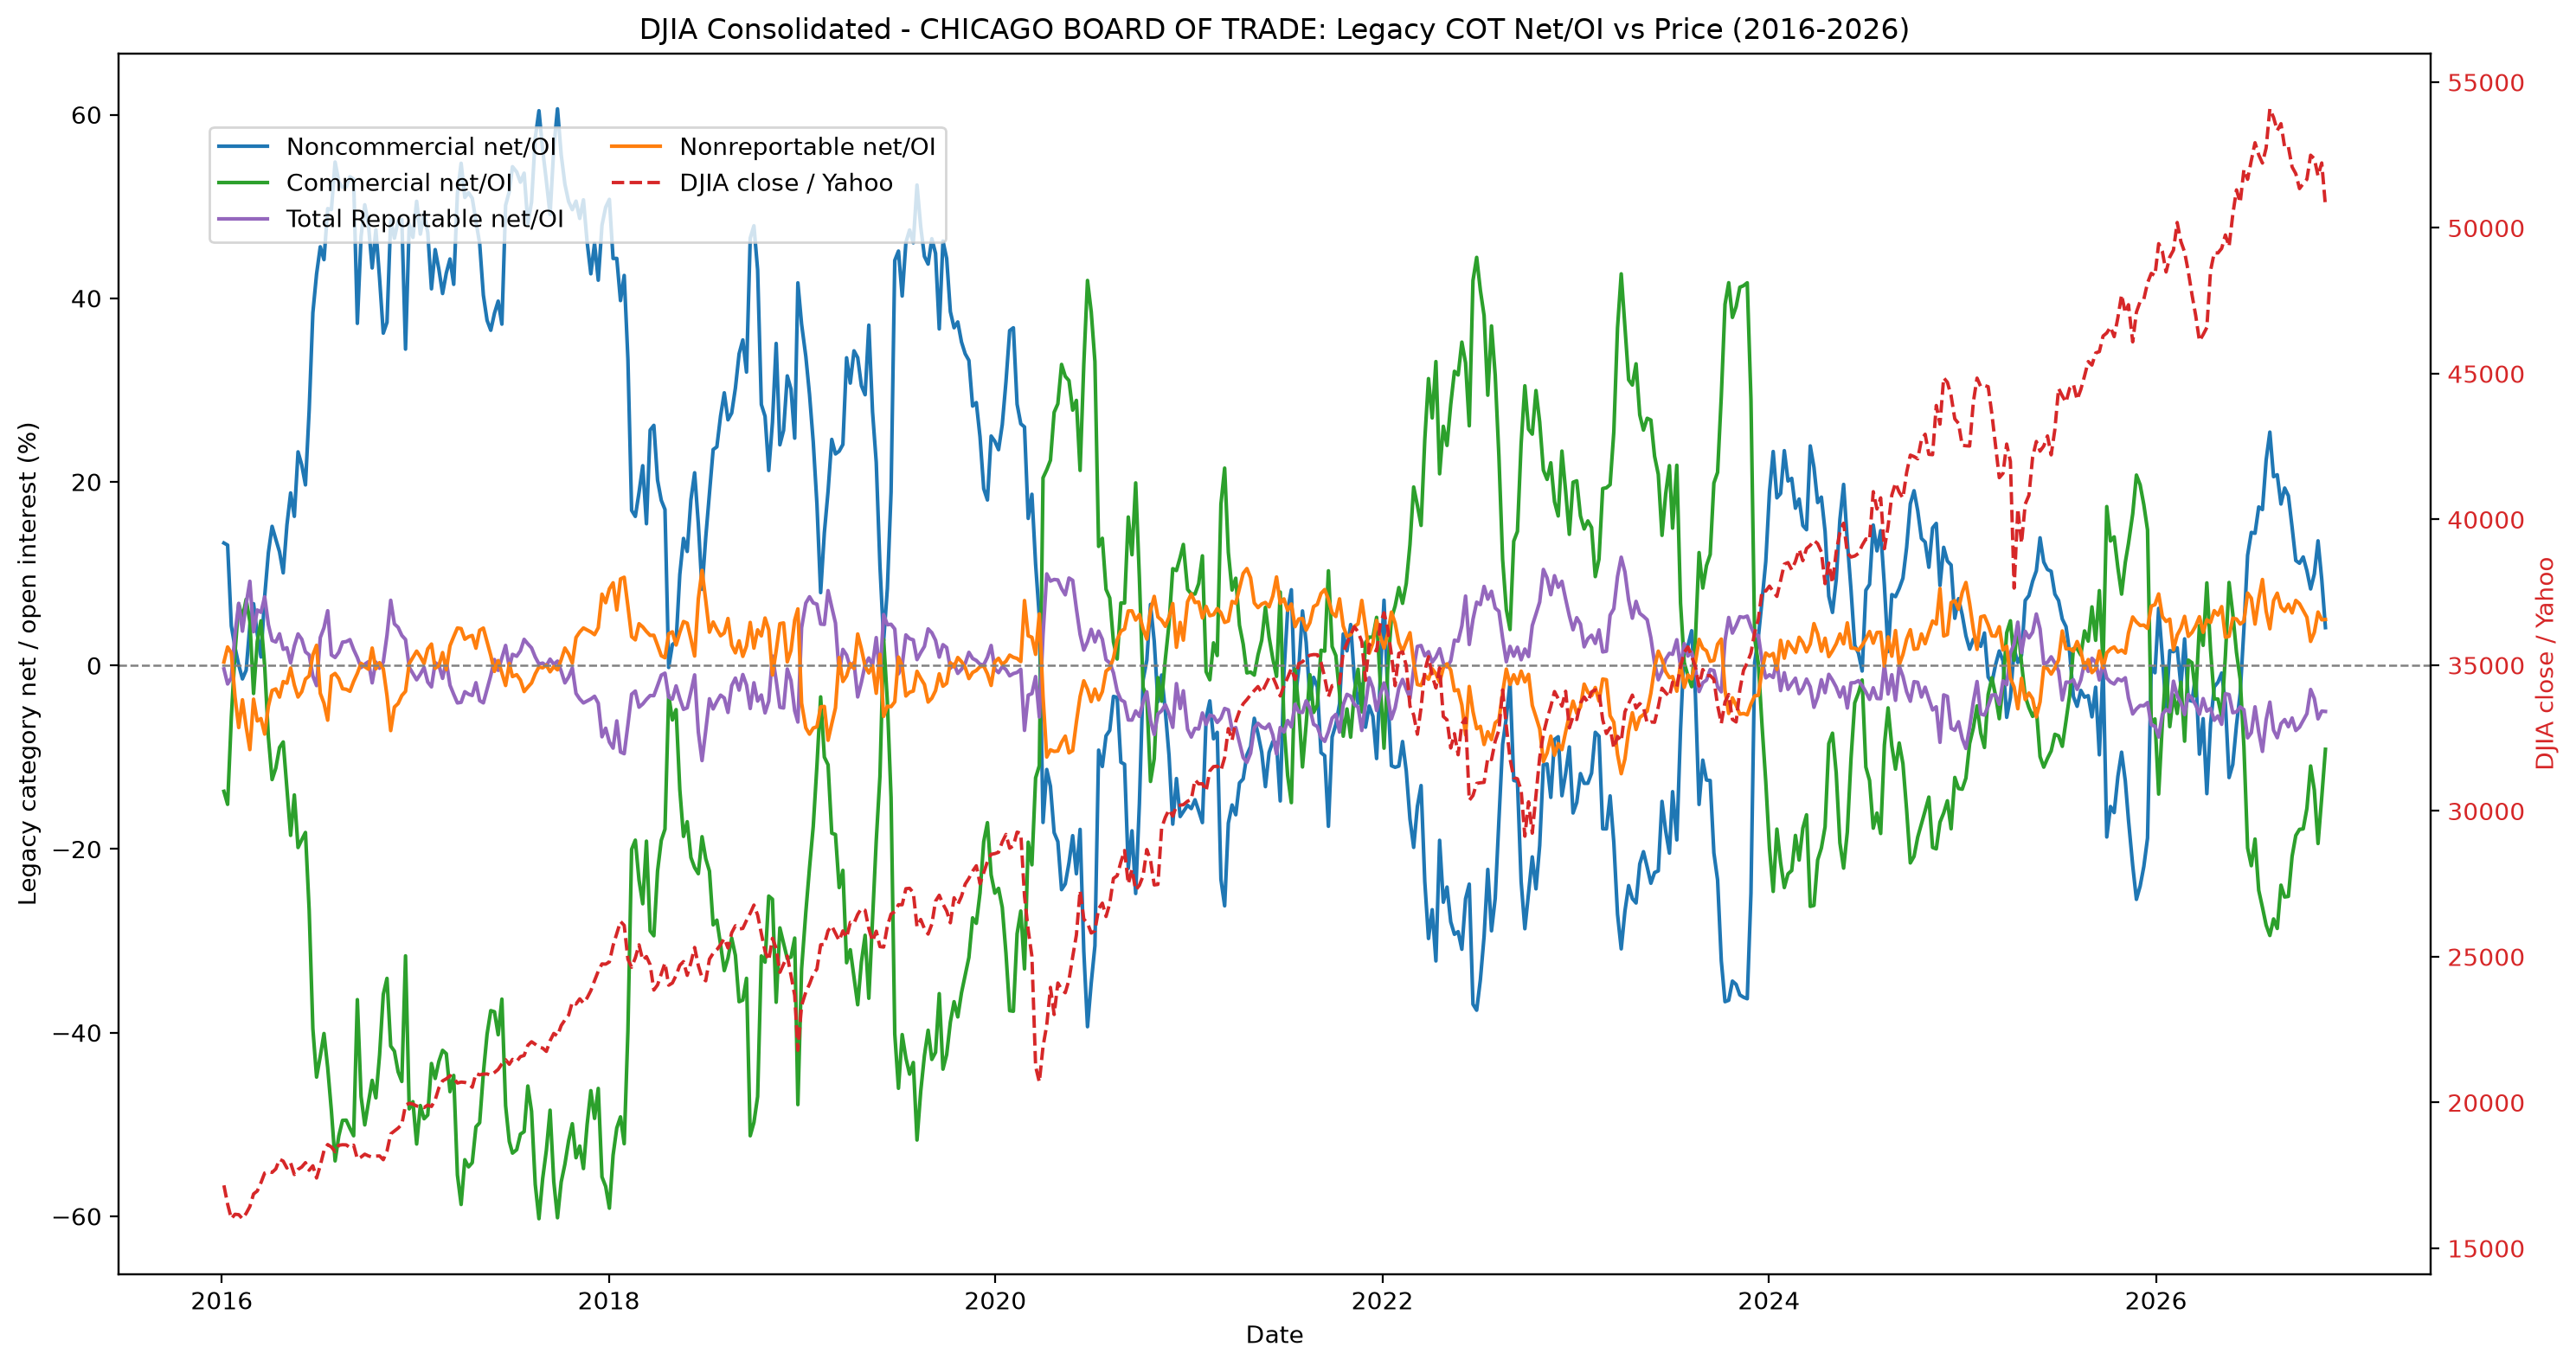 DJIA Consolidated - CHICAGO BOARD OF TRADE: Legacy COT Net/OI vs Price (2016-2026)
Noncommercial net/OI
Commercial net/OI
Total Reportable net/OI
Nonreportable net/OI
DJIA close / Yahoo
Legacy category net / open interest (%)
60
40
20
0
−20
−40
−60
55000
50000
45000
40000
35000
30000
25000
20000
15000
DJIA close / Yahoo
2016
2018
2020
2022
2024
2026
Date